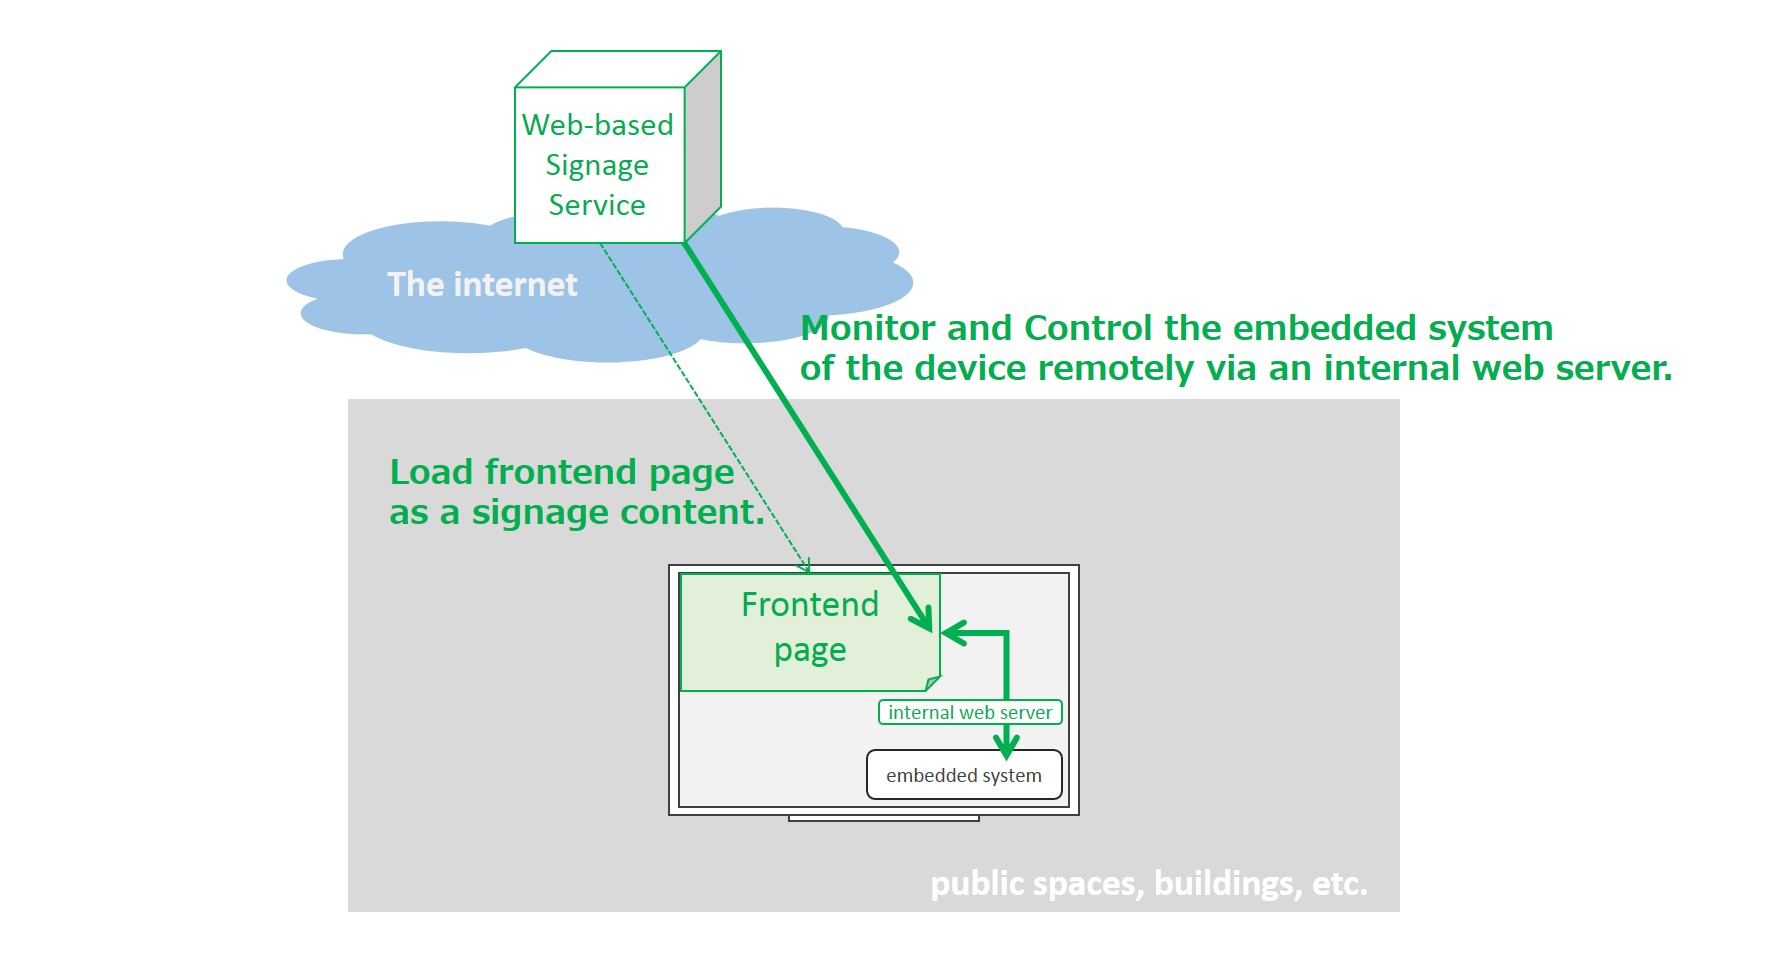 Web-based
Signage
Service
The internet
Monitor and Control the embedded system
of the device remotely via an internal web server.
Load frontend page
as a signage content.
Frontend
page
internal web server
embedded system
public spaces, buildings, etc.